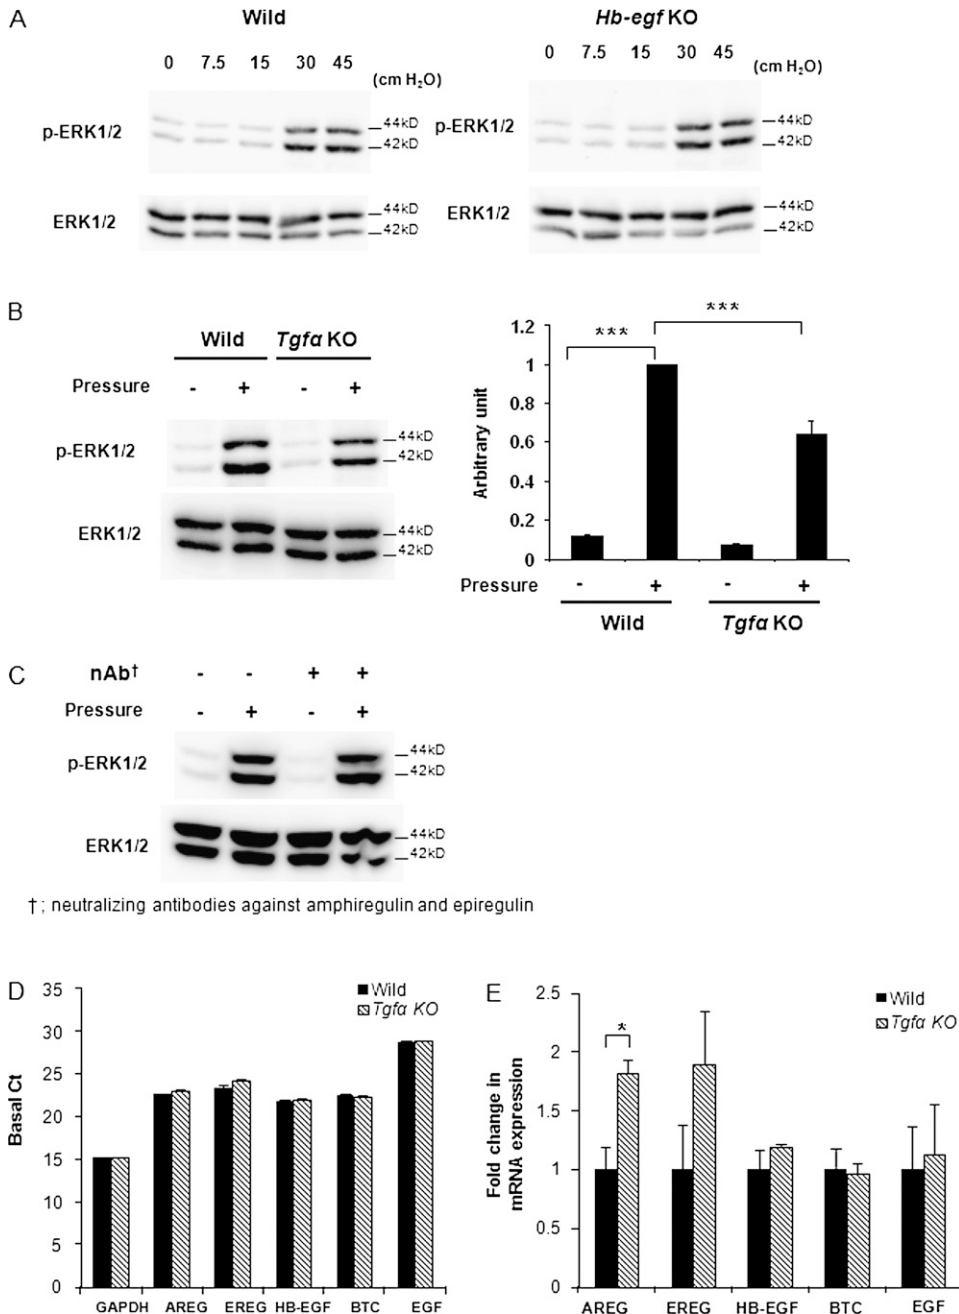 A
Wild
Hb-egf KO
0 7.5 15 30 45
(cm H₂O)
0 7.5 15 30 45
(cm H₂O)
p-ERK1/2
44kD
42kD
p-ERK1/2
44kD
42kD
ERK1/2
44kD
42kD
ERK1/2
44kD
42kD
B
Wild Tgfα KO
Pressure - + - +
p-ERK1/2
44kD
42kD
ERK1/2
44kD
42kD
*** ***
1.2
1
0.8
0.6
0.4
0.2
0
Arbitrary unit
Pressure - + - +
Wild Tgfα KO
C
nAb† - - + +
Pressure - + - +
p-ERK1/2
44kD
42kD
ERK1/2
44kD
42kD
† ; neutralizing antibodies against amphiregulin and epiregulin
D
35
30
25
20
15
10
5
0
Basal Ct
Wild
Tgfα KO
GAPDH AREG EREG HB-EGF BTC EGF
E
2.5
2
1.5
1
0.5
0
Fold change in
mRNA expression
Wild
Tgfα KO
*
AREG EREG HB-EGF BTC EGF